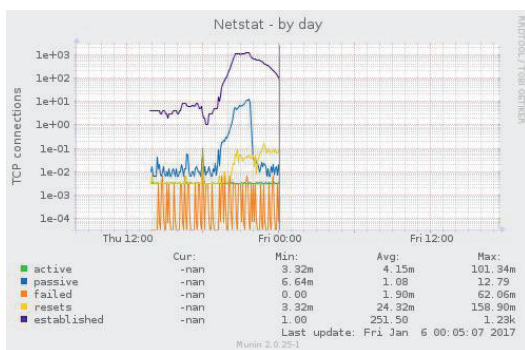 Netstat - by day
RRDTOOL / TOBI OETIKER
TCP connections
1e+03
1e+02
1e+01
1e+00
1e-01
1e-02
1e-03
1e-04
Thu 12:00 Fri 00:00 Fri 12:00
Cur: Min: Avg: Max:
active -nan 3.32m 4.15m 101.34m
passive -nan 6.64m 1.08 12.79
failed -nan 0.00 1.90m 62.06m
resets -nan 3.32m 24.32m 158.90m
established -nan 1.00 251.50 1.23k
Last update: Fri Jan 6 00:05:07 2017
Munin 2.0.25-1